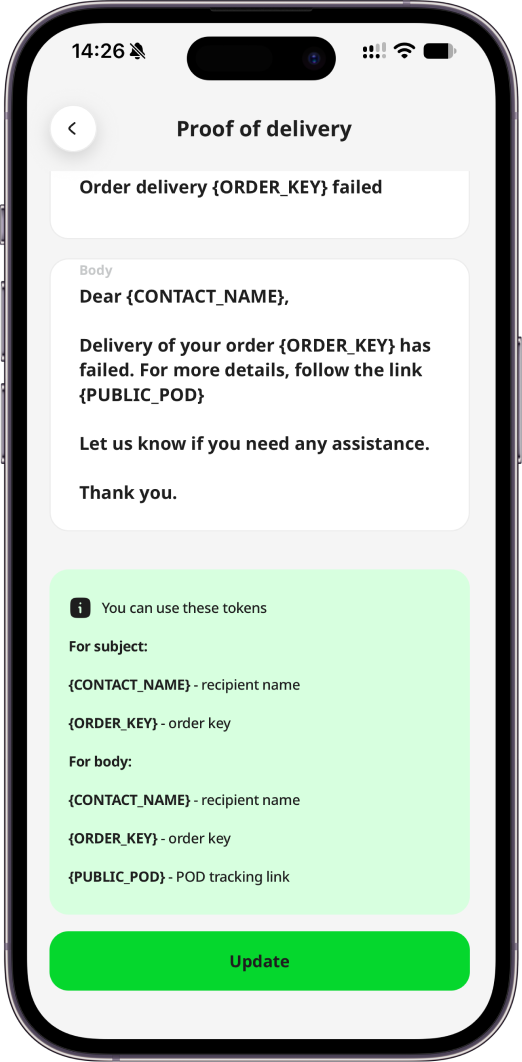 14:26
Proof of delivery
Order delivery {ORDER_KEY} failed
Body
Dear {CONTACT_NAME},
Delivery of your order {ORDER_KEY} has
failed. For more details, follow the link
{PUBLIC_POD}
Let us know if you need any assistance.
Thank you.
You can use these tokens
For subject:
{CONTACT_NAME} - recipient name
{ORDER_KEY} - order key
For body:
{CONTACT_NAME} - recipient name
{ORDER_KEY} - order key
{PUBLIC_POD} - POD tracking link
Update